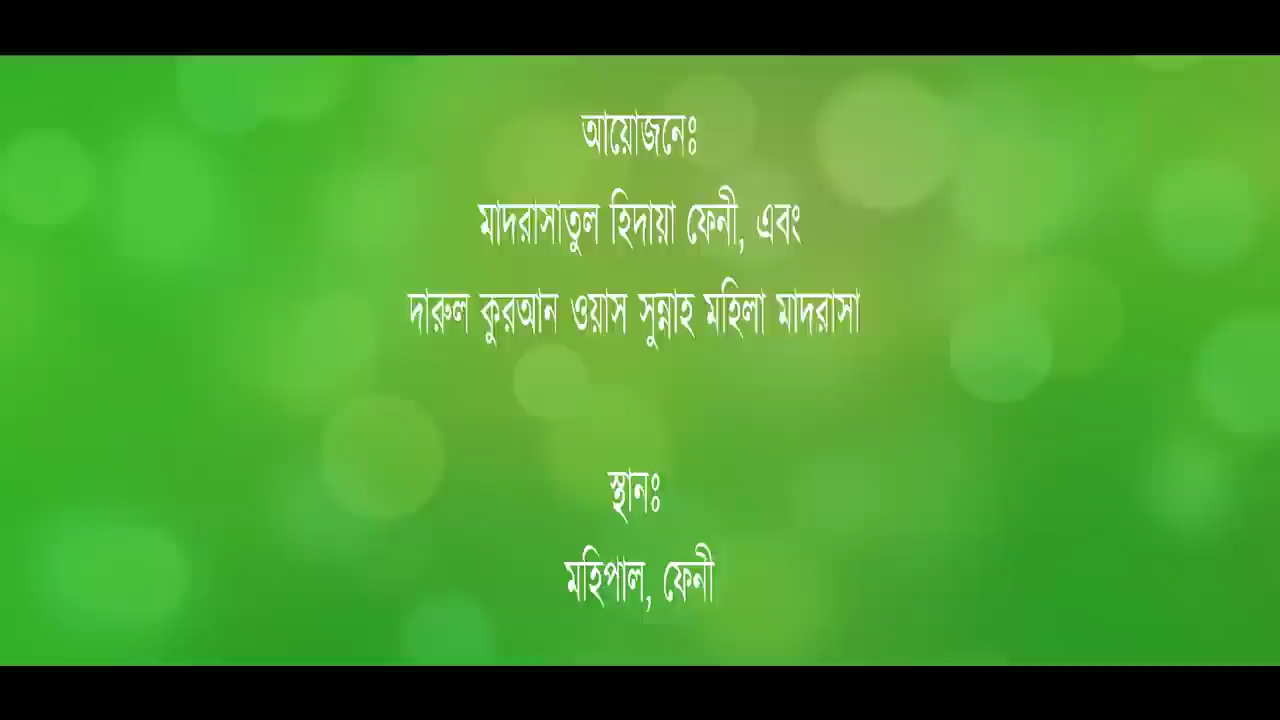 আয়োজনেঃ
মাদরাসাতুল হিদায়া ফেনী, এবং
দারুল কুরআন ওয়াস সুন্নাহ মহিলা মাদরাসা
স্থানঃ
মহিপাল, ফেনী